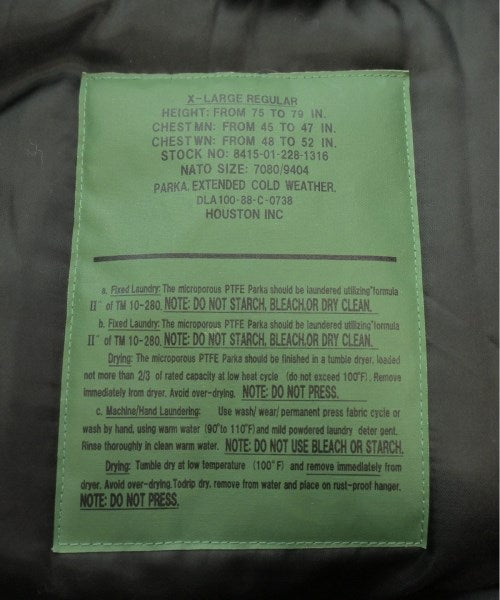 X-LARGE REGULAR
HEIGHT: FROM 75 TO 79 IN.
CHEST MN: FROM 45 TO 47 IN.
CHEST WN: FROM 48 TO 52 IN.
STOCK NO: 8415-01-228-1316
NATO SIZE: 7080/9404
PARKA, EXTENDED COLD WEATHER,
DLA100-88-C-0738
HOUSTON INC
a. Fixed Laundry: The microporous PTFE Parka should be laundered utilizing "formula
II" of TM 10-280. NOTE: DO NOT STARCH, BLEACH,OR DRY CLEAN.
b. Fixed Laundry: The microporous PTFE Parka should be laundered utilizing "formula
II" of TM 10-280. NOTE: DO NOT STARCH, BLEACH,OR DRY CLEAN.
Drying: The microporous PTFE Parka should be finished in a tumble dryer, loaded
not more than 2/3 of rated capacity at low heat cycle (do not exceed 100°F). Remove
immediately from dryer. Avoid over-drying. NOTE: DO NOT PRESS.
c. Machine/Hand Laundering: Use wash/ wear/ permanent press fabric cycle or
wash by hand, using warm water (90°to 110°F) and mild powdered laundry deter pent.
Rinse thoroughly in clean warm water. NOTE: DO NOT USE BLEACH OR STARCH.
Drying: Tumble dry at low temperature (100°F) and remove immediately from
dryer. Avoid over-drying.Todrip dry, remove from water and place on rust-proof hanger.
NOTE: DO NOT PRESS.